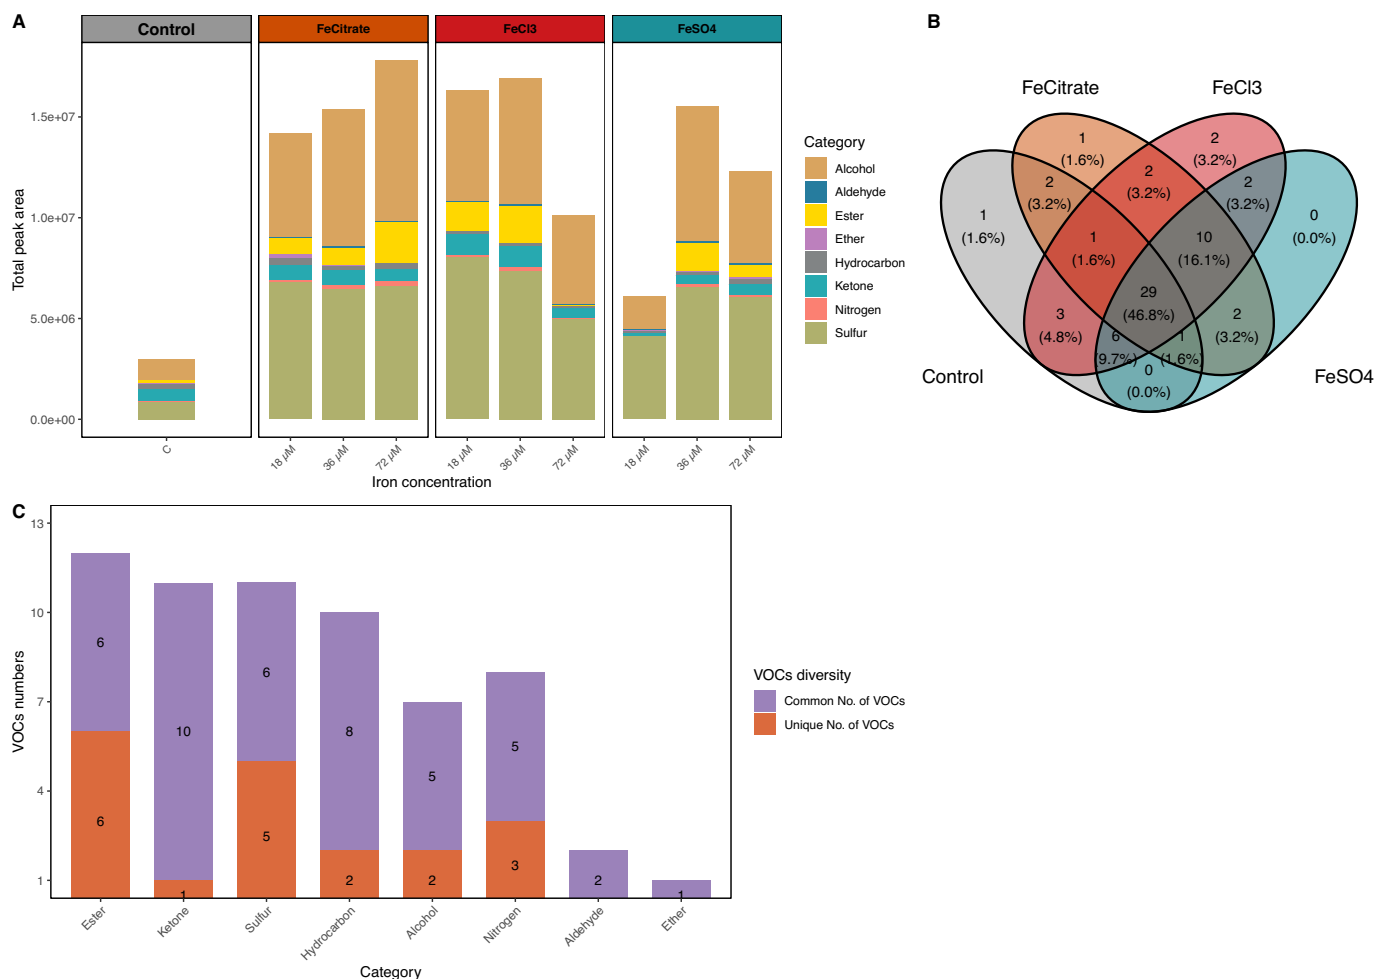 A
Control
FeCitrate
FeCl3
FeSO4
Total peak area
1.5e+07
1.0e+07
5.0e+06
0.0e+00
C
18 µM
36 µM
72 µM
18 µM
36 µM
72 µM
18 µM
36 µM
72 µM
Iron concentration
Category
Alcohol
Aldehyde
Ester
Ether
Hydrocarbon
Ketone
Nitrogen
Sulfur
B
FeCitrate
FeCl3
Control
FeSO4
1
(1.6%)
2
(3.2%)
2
(3.2%)
2
(3.2%)
2
(3.2%)
1
(1.6%)
0
(0.0%)
1
(1.6%)
10
(16.1%)
29
(46.8%)
3
(4.8%)
2
(3.2%)
6
(9.7%)
1
(1.6%)
0
(0.0%)
C
VOCs numbers
13
10
7
4
1
6
6
10
1
6
5
8
2
5
2
5
3
2
1
Ester
Ketone
Sulfur
Hydrocarbon
Alcohol
Nitrogen
Aldehyde
Ether
Category
VOCs diversity
Common No. of VOCs
Unique No. of VOCs